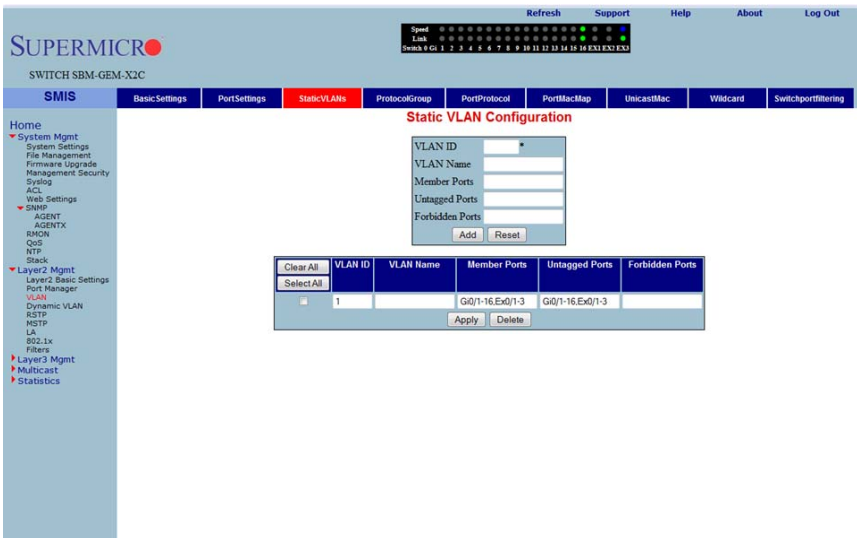 Refresh Support Help About Log Out
Speed
Link
Switch 0 Gi 1 2 3 4 5 6 7 8 9 10 11 12 13 14 15 16 EX1 EX2 EX3
SUPERMICRO
SWITCH SBM-GEM-X2C
SMIS
BasicSettings PortSettings StaticVLANs ProtocolGroup PortProtocol PortMacMap UnicastMac Wildcard Switchportfiltering
Home
System Mgmt
System Settings
File Management
Firmware Upgrade
Management Security
Syslog
ACL
Web Settings
SNMP
AGENT
AGENTX
RMON
QoS
NTP
Stack
Layer2 Mgmt
Layer2 Basic Settings
Port Manager
VLAN
Dynamic VLAN
RSTP
MSTP
LA
802.1x
Filters
Layer3 Mgmt
Multicast
Statistics
Static VLAN Configuration
VLAN ID *
VLAN Name
Member Ports
Untagged Ports
Forbidden Ports
Add Reset
Clear All
Select All
VLAN ID VLAN Name Member Ports Untagged Ports Forbidden Ports
1 Gi0/1-16,Ex0/1-3 Gi0/1-16,Ex0/1-3
Apply Delete